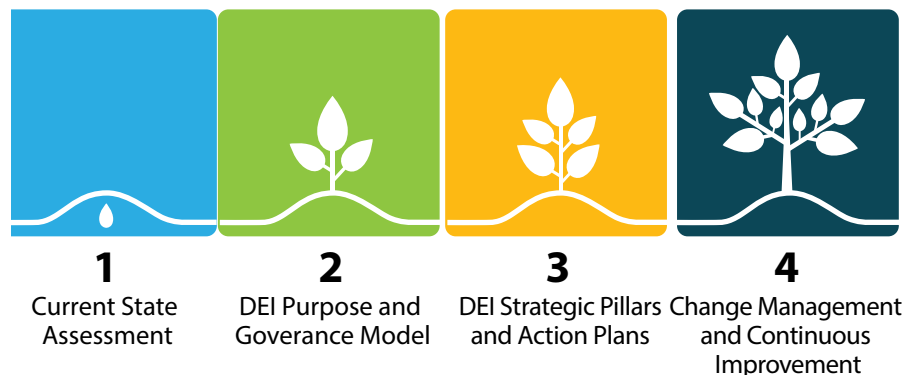 1
Current State
Assessment
2
DEI Purpose and
Goverance Model
3
DEI Strategic Pillars
and Action Plans
4
Change Management
and Continuous
Improvement